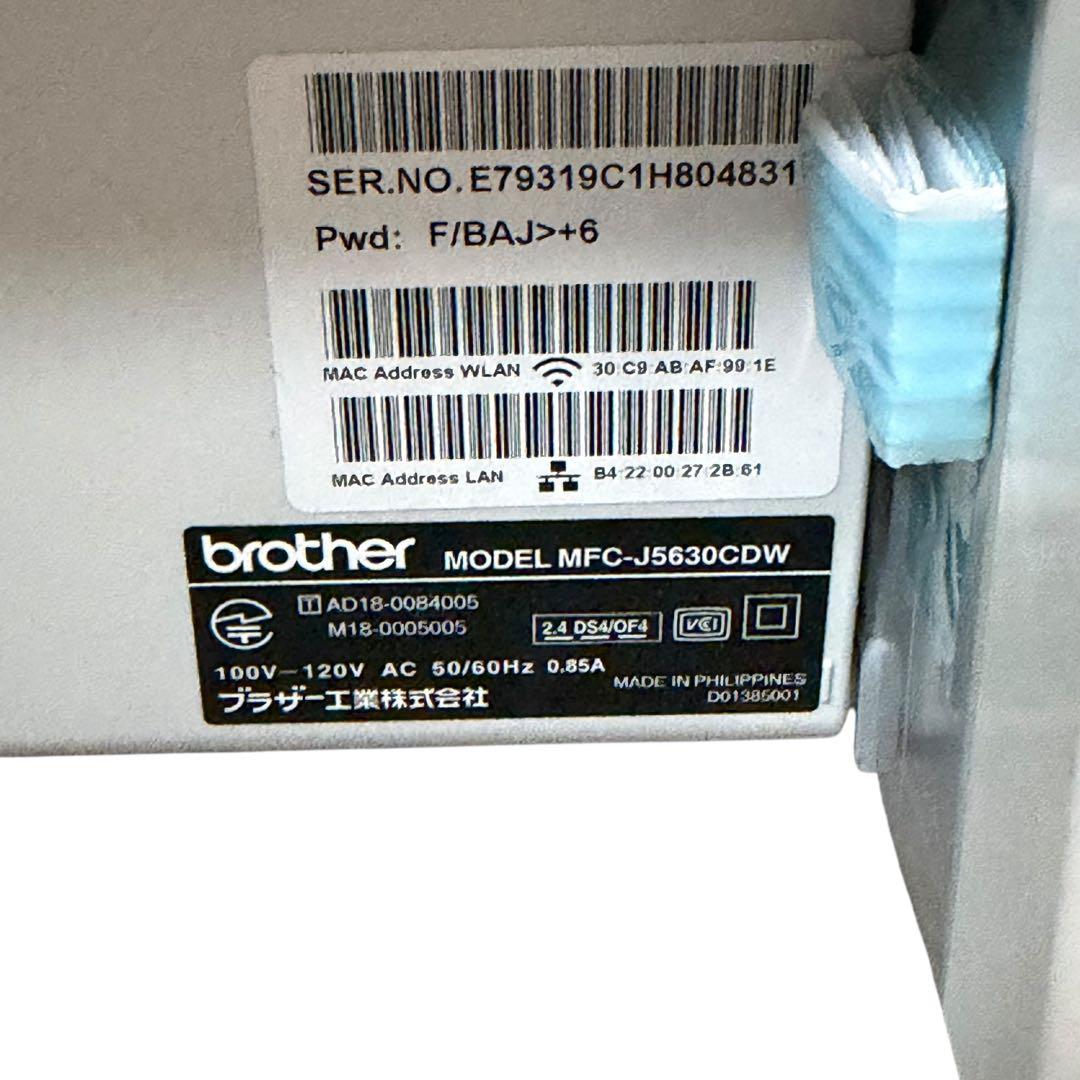 SER.NO. E79319C1H804831
Pwd: F/BAJ>+6
MAC Address WLAN 30:C9:AB:AF:99:1E
MAC Address LAN B4:22:00:27:2B:61
brother MODEL MFC-J5630CDW
T AD18-0084005
M18-0005005
2.4 DS4/OF4 VCI
100V-120V AC 50/60Hz 0.85A
MADE IN PHILIPPINES
ブラザー工業株式会社
D01385001